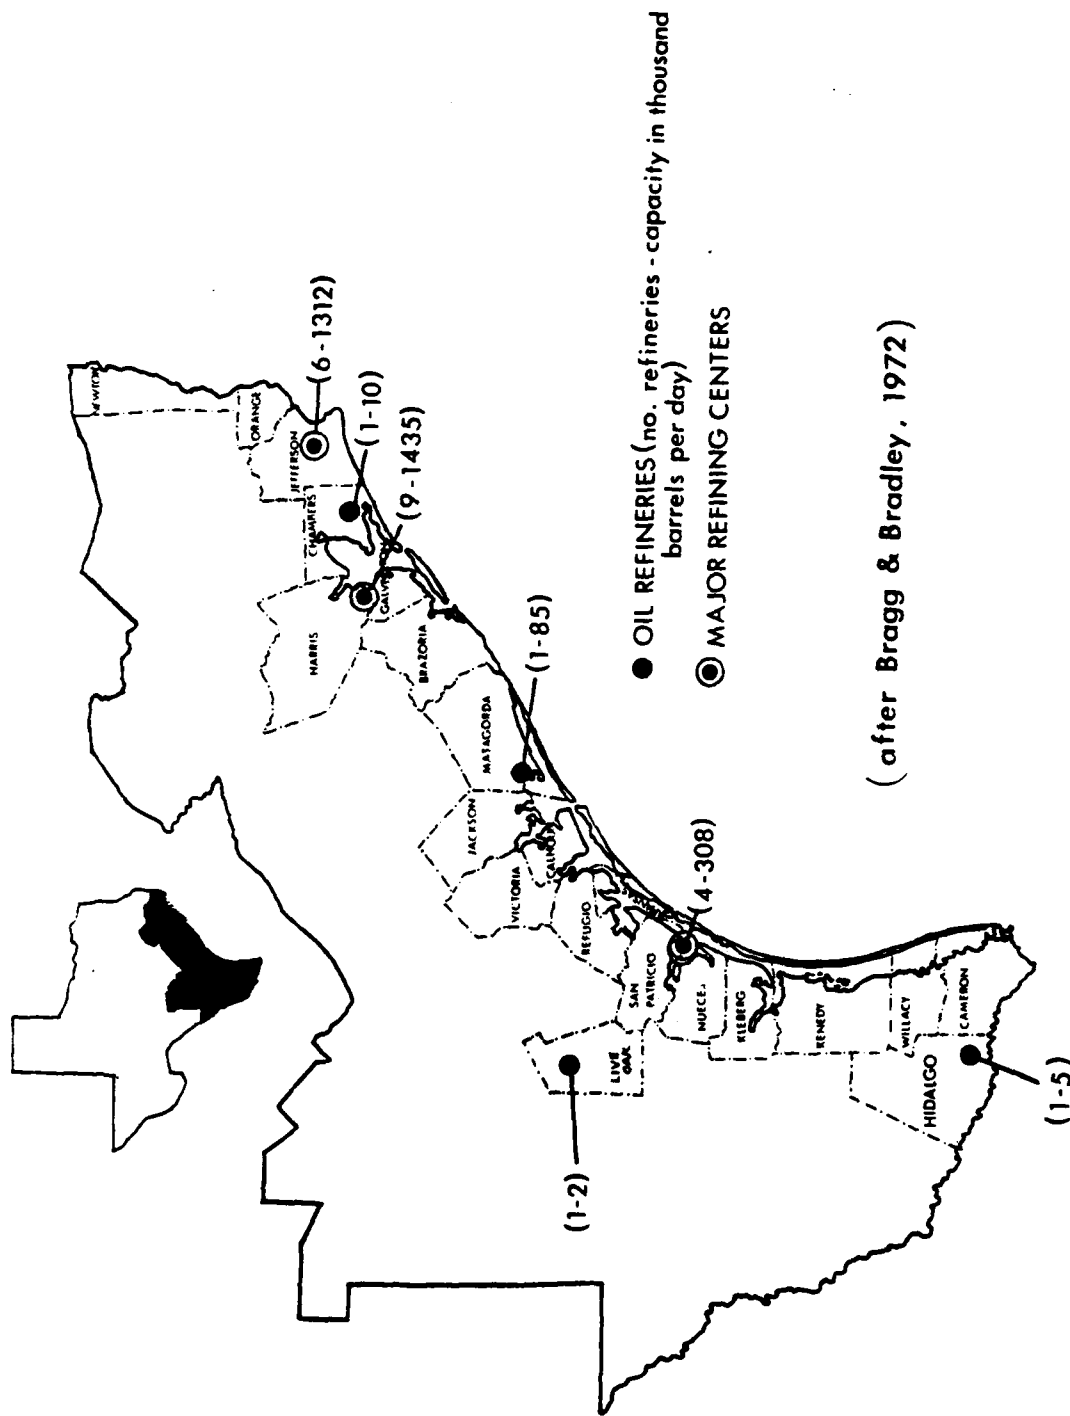 NEWTON
ORANGE
JEFFERSON
(6-1312)
CHAMBERS
(1-10)
HARRIS
(9-1435)
BRAZORIA
MATAGORDA
(1-85)
JACKSON
VICTORIA
CALHOUN
REFUGIO
SAN
PATRICIO
(4-308)
NUECES
KLEBERG
LIVE
OAK
(1-2)
KENEDY
WILLACY
CAMERON
HIDALGO
(1-5)
OIL REFINERIES (no. refineries - capacity in thousand
barrels per day)
MAJOR REFINING CENTERS
(after Bragg & Bradley, 1972)